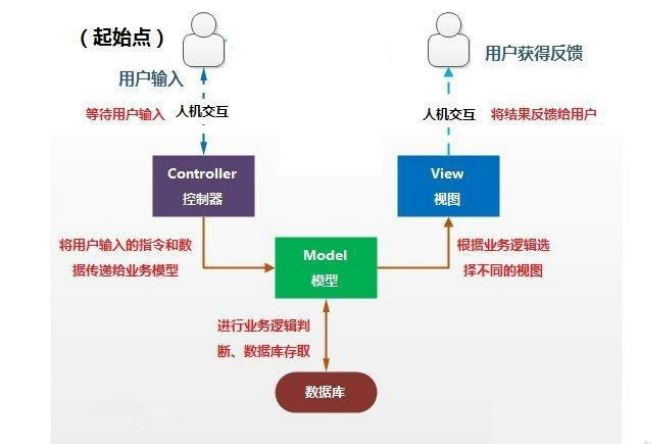 （起始点）
用户输入
等待用户输入 人机交互
Controller
控制器
将用户输入的指令和数
据传递给业务模型
Model
模型
进行业务逻辑判
断、数据库存取
数据库
用户获得反馈
人机交互 将结果反馈给用户
View
视图
根据业务逻辑选
择不同的视图